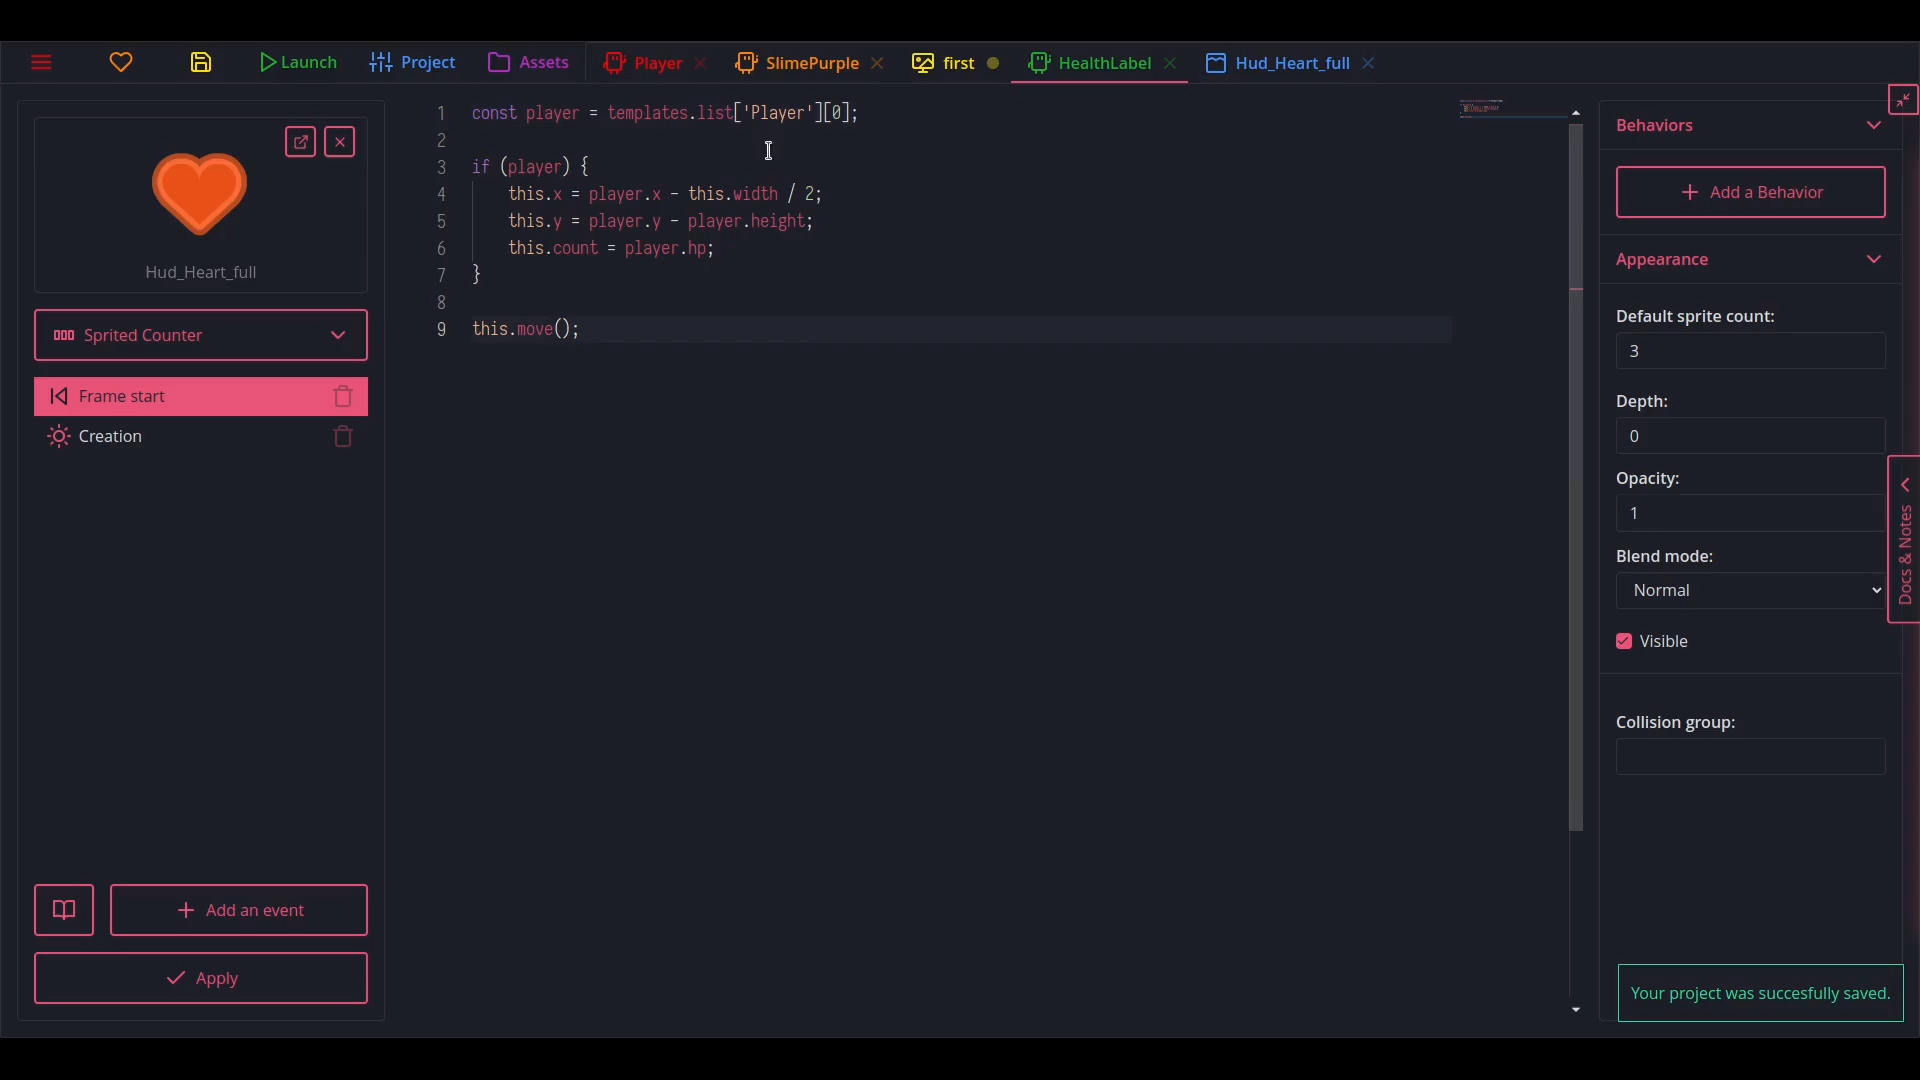 Launch Project Assets Player SlimePurple first HealthLabel Hud_Heart_full
Hud_Heart_full
Sprited Counter
Frame start
Creation
Add an event
Apply
1 const player = templates.list['Player'][0];
2
3 if (player) {
4 this.x = player.x - this.width / 2;
5 this.y = player.y - player.height;
6 this.count = player.hp;
7 }
8
9 this.move();
Behaviors
Add a Behavior
Appearance
Default sprite count:
3
Depth:
0
Opacity:
1
Blend mode:
Normal
Visible
Collision group:
Docs & Notes
Your project was succesfully saved.